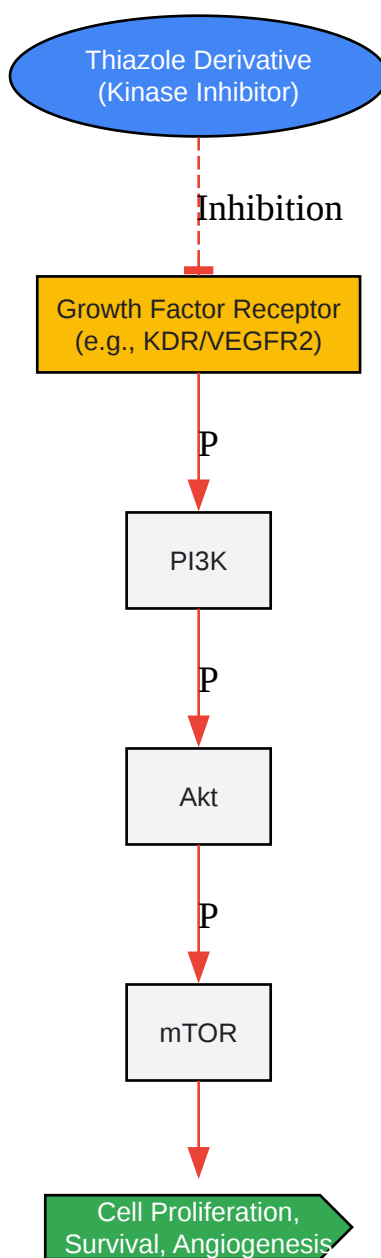 Thiazole Derivative
(Kinase Inhibitor)
Inhibition
Growth Factor Receptor
(e.g., KDR/VEGFR2)
P
PI3K
P
Akt
P
mTOR
Cell Proliferation,
Survival, Angiogenesis